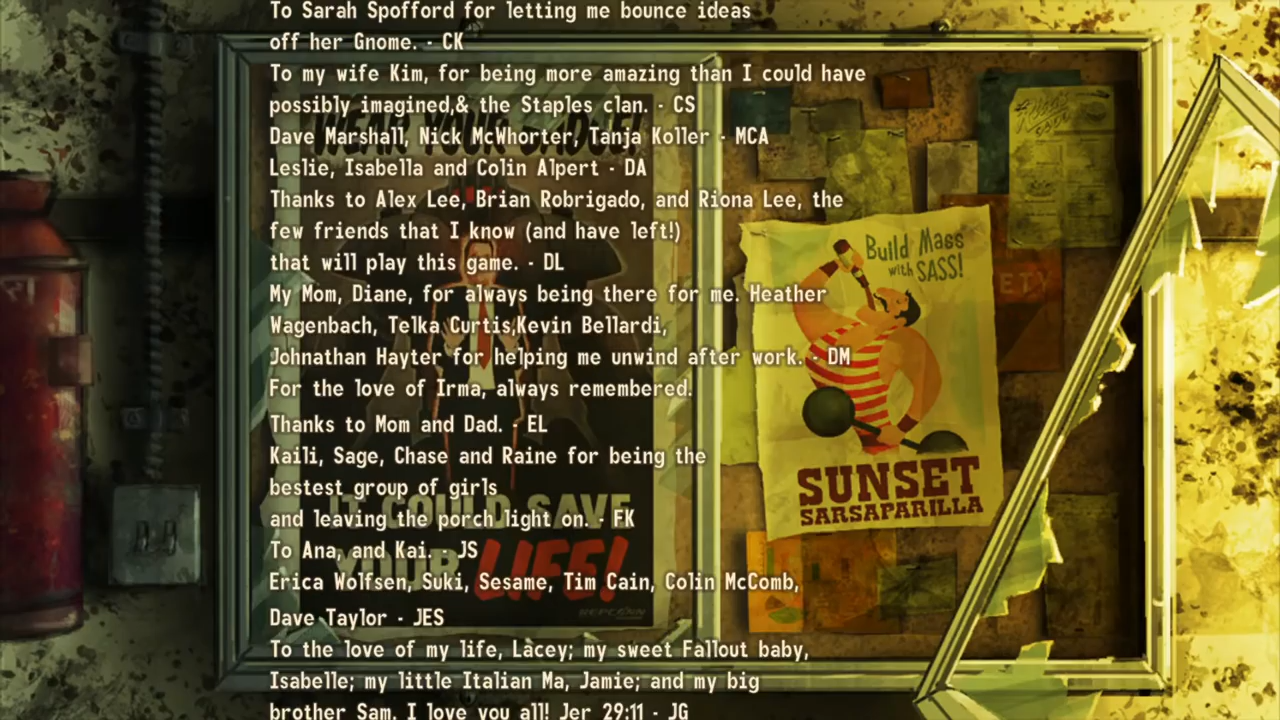 To Sarah Spofford for letting me bounce ideas
off her Gnome. - CK
To my wife Kim, for being more amazing than I could have
possibly imagined,& the Staples clan. - CS
Dave Marshall, Nick McWhorter, Tanja Koller - MCA
Leslie, Isabella and Colin Alpert - DA
Thanks to Alex Lee, Brian Robrigado, and Riona Lee, the
few friends that I know (and have left!)
that will play this game. - DL
My Mom, Diane, for always being there for me. Heather
Wagenbach, Telka Curtis,Kevin Bellardi,
Johnathan Hayter for helping me unwind after work. - DM
For the love of Irma, always remembered.
Thanks to Mom and Dad. - EL
Kaili, Sage, Chase and Raine for being the
bestest group of girls
and leaving the porch light on. - FK
To Ana, and Kai. - JS
Erica Wolfsen, Suki, Sesame, Tim Cain, Colin McComb,
Dave Taylor - JES
To the love of my life, Lacey; my sweet Fallout baby,
Isabelle; my little Italian Ma, Jamie; and my big
brother Sam. I love you all! Jer 29:11 - JG
WEAR YOUR BADGE!
IT COULD SAVE
YOUR LIFE!
REPCONN
Build Mass
with SASS!
SUNSET
SARSAPARILLA